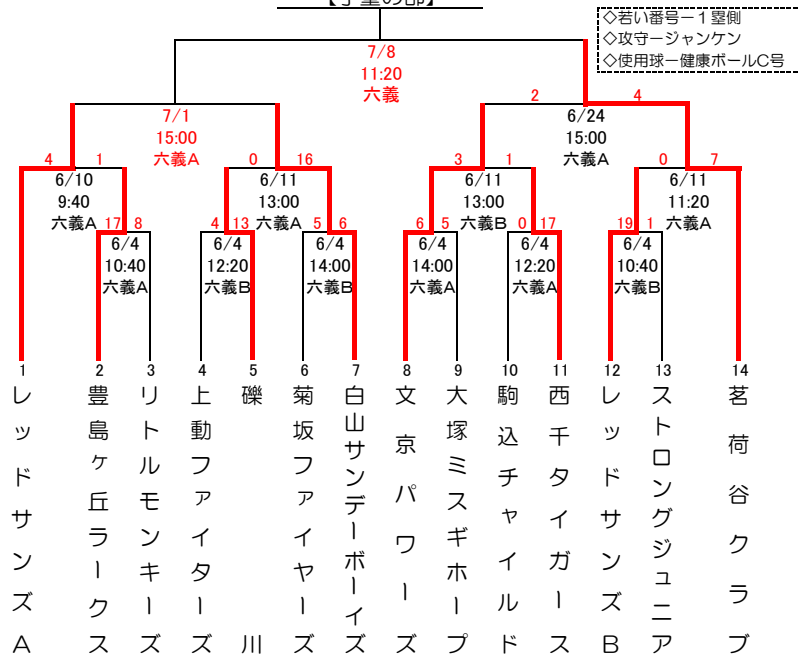 【学童の部】
◇若い番号－１塁側
◇攻守－ジャンケン
◇使用球－健康ボールC号
7/8
11:20
六義
7/1
15:00
六義A
2
4
6/24
15:00
六義A
4
1
6/10
9:40
六義A
0
16
6/11
13:00
六義A
3
1
6/11
13:00
六義B
0
7
6/11
11:20
六義A
17
8
6/4
10:40
六義A
4
13
6/4
12:20
六義B
5
6
6/4
14:00
六義B
6
5
6/4
14:00
六義A
0
17
6/4
12:20
六義A
19
1
6/4
10:40
六義B
1
レッドサンズA
2
豊島ヶ丘ラークス
3
リトルモンキーズ
4
上動ファイターズ
5
礫川
6
菊坂ファイヤーズ
7
白山サンデーボーイズ
8
文京パワーズ
9
大塚ミスギホープ
10
駒込チャイルド
11
西千タイガース
12
レッドサンズB
13
ストロングジュニア
14
茗荷谷クラブ